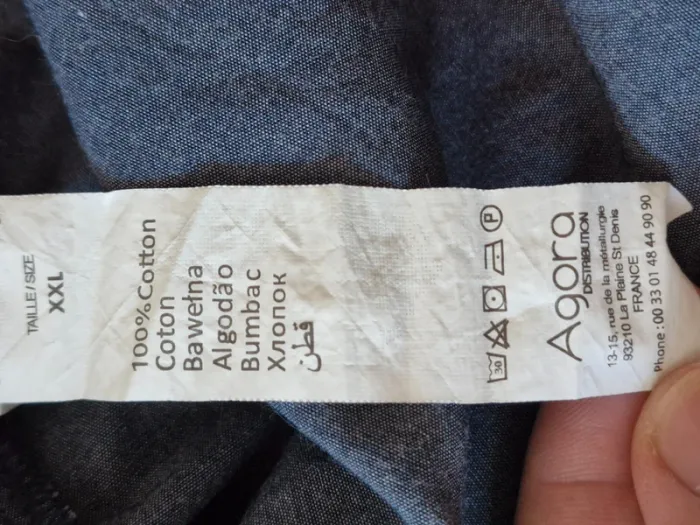 TAILLE/SIZE
XXL
100% Cotton
Coton
Bawełna
Algodão
Bumbac
Хлопок
قطن
30
P
Agora
DISTRIBUTION
13-15, rue de la métallurgie
93210 La Plaine St Denis
FRANCE
Phone : 00 33 01 48 44 90 90